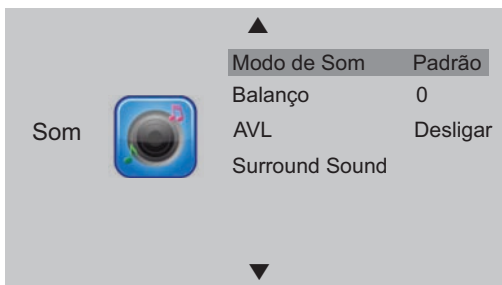 Som
Modo de Som Padrão
Balanço 0
AVL Desligar
Surround Sound